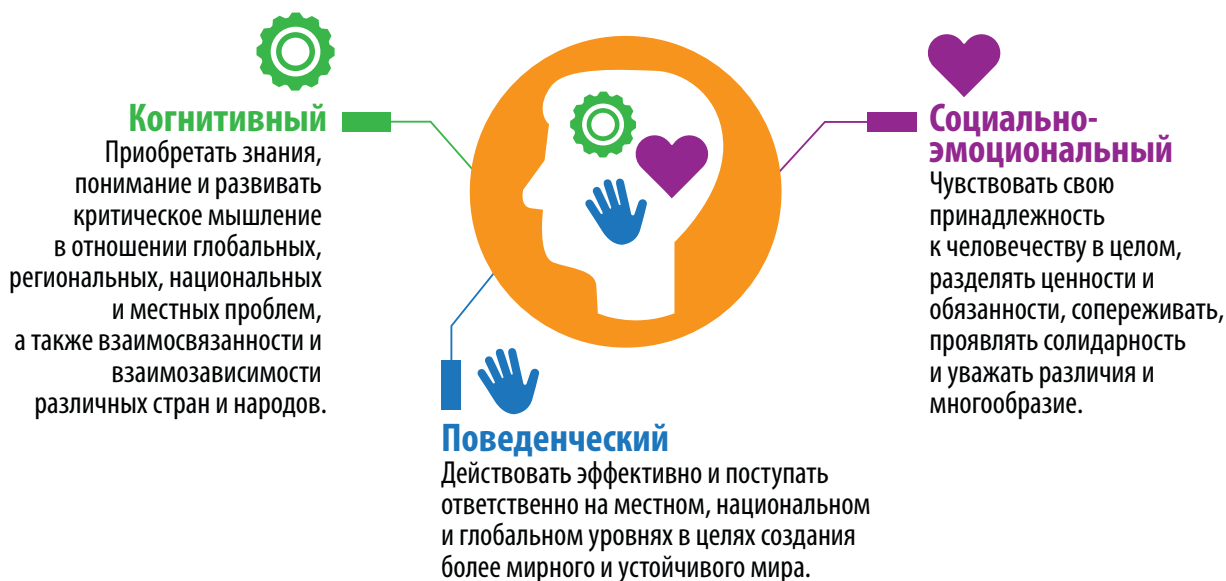 Когнитивный
Приобретать знания,
понимание и развивать
критическое мышление
в отношении глобальных,
региональных, национальных
и местных проблем,
а также взаимосвязанности и
взаимозависимости
различных стран и народов.
Социально-
эмоциональный
Чувствовать свою
принадлежность
к человечеству в целом,
разделять ценности и
обязанности, сопереживать,
проявлять солидарность
и уважать различия и
многообразие.
Поведенческий
Действовать эффективно и поступать
ответственно на местном, национальном
и глобальном уровнях в целях создания
более мирного и устойчивого мира.